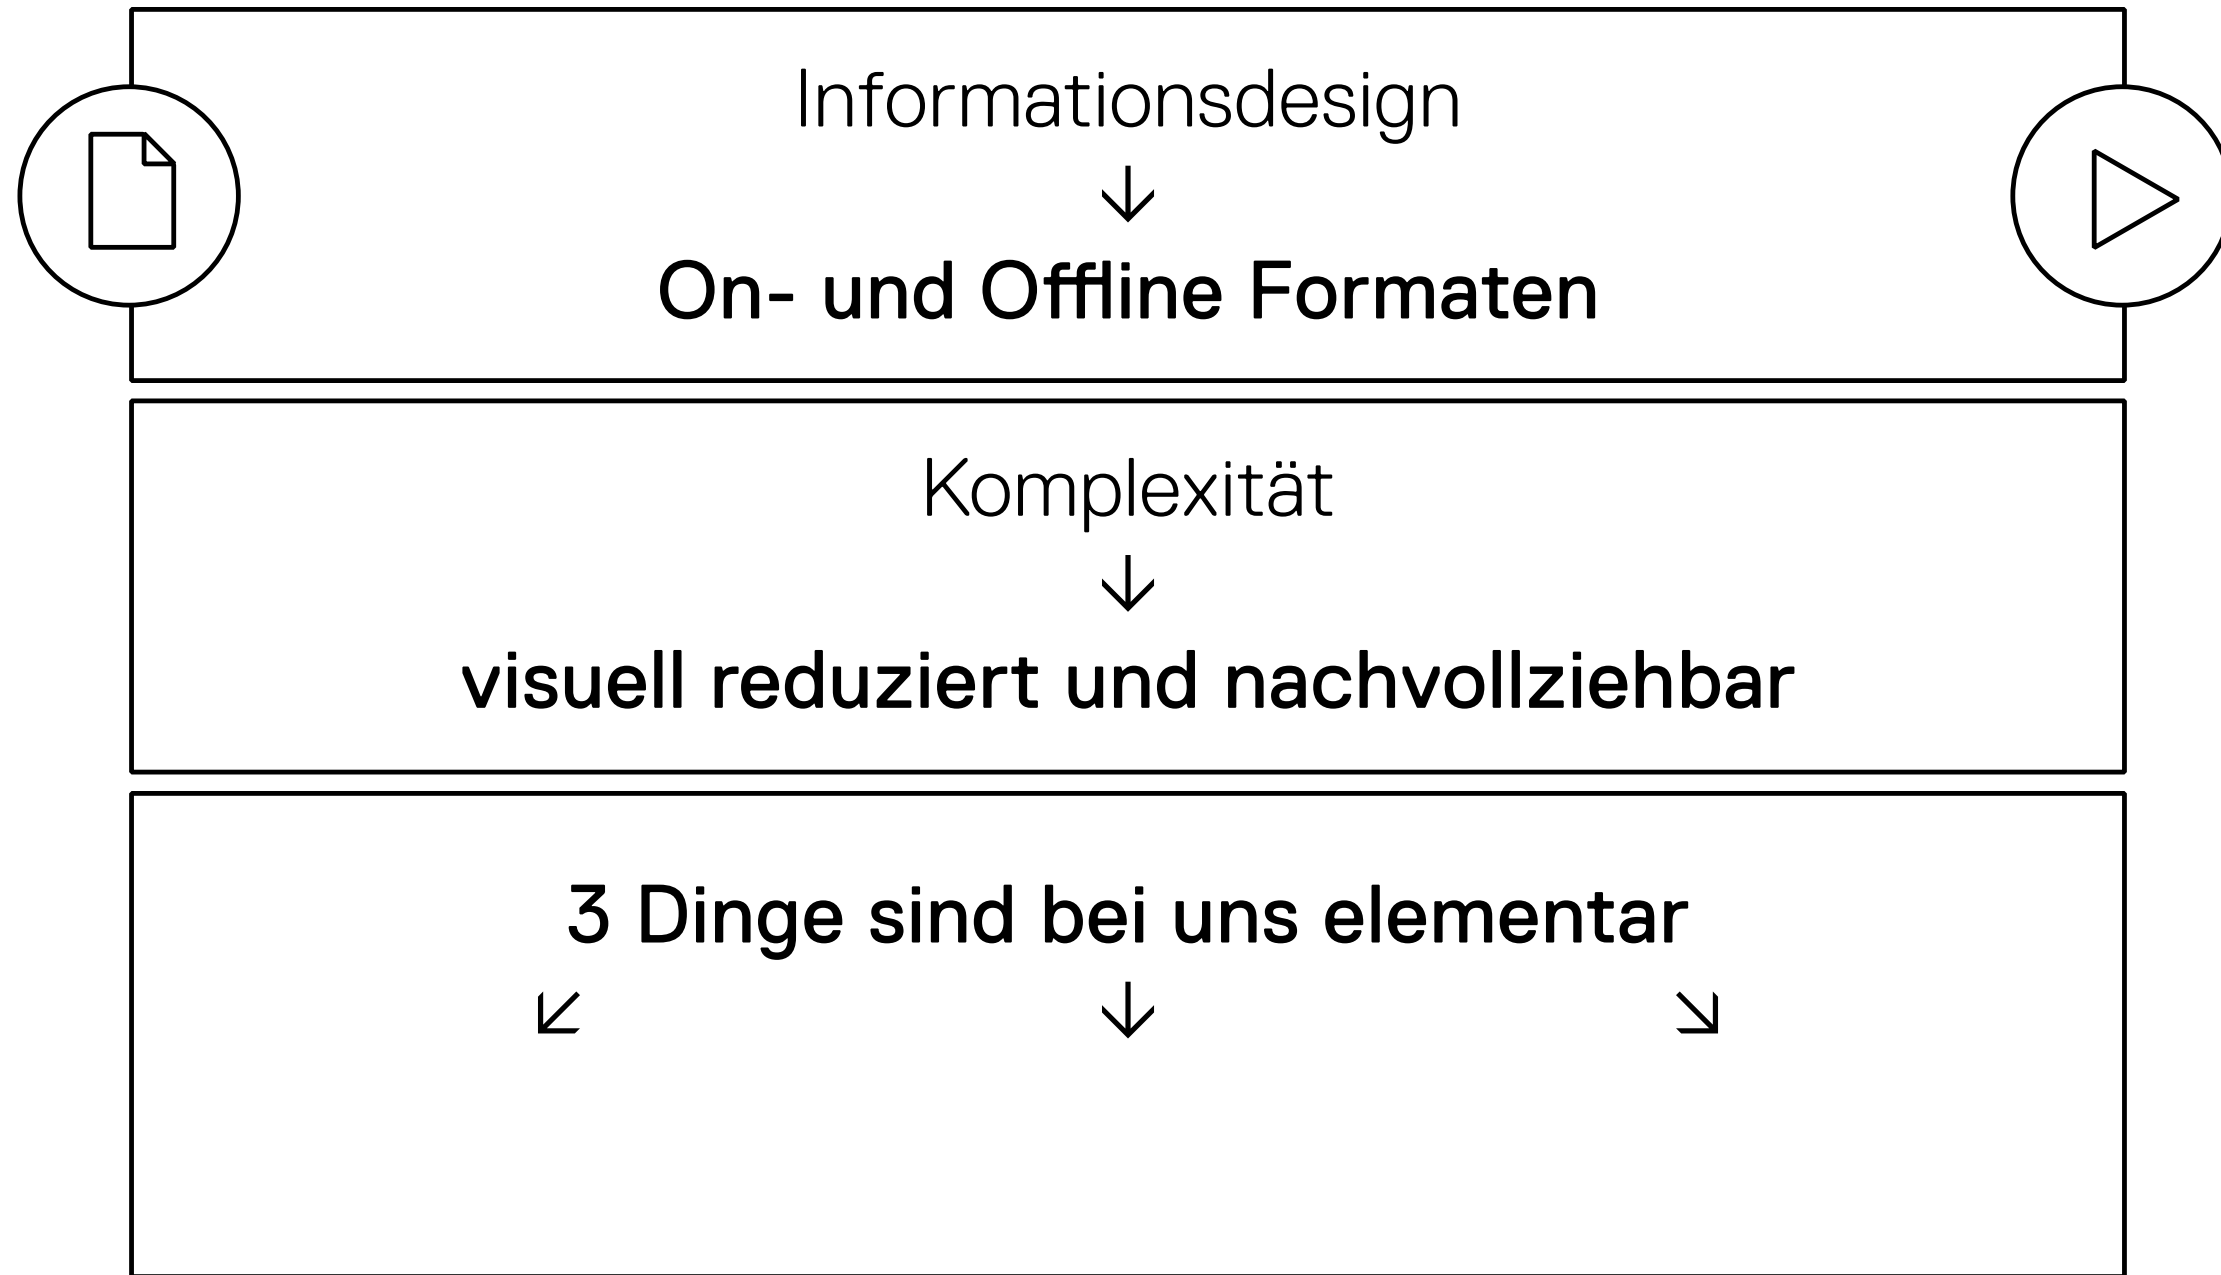 Informationsdesign
↓
On- und Offline Formaten
Komplexität
↓
visuell reduziert und nachvollziehbar
3 Dinge sind bei uns elementar
↙ ↓ ↘